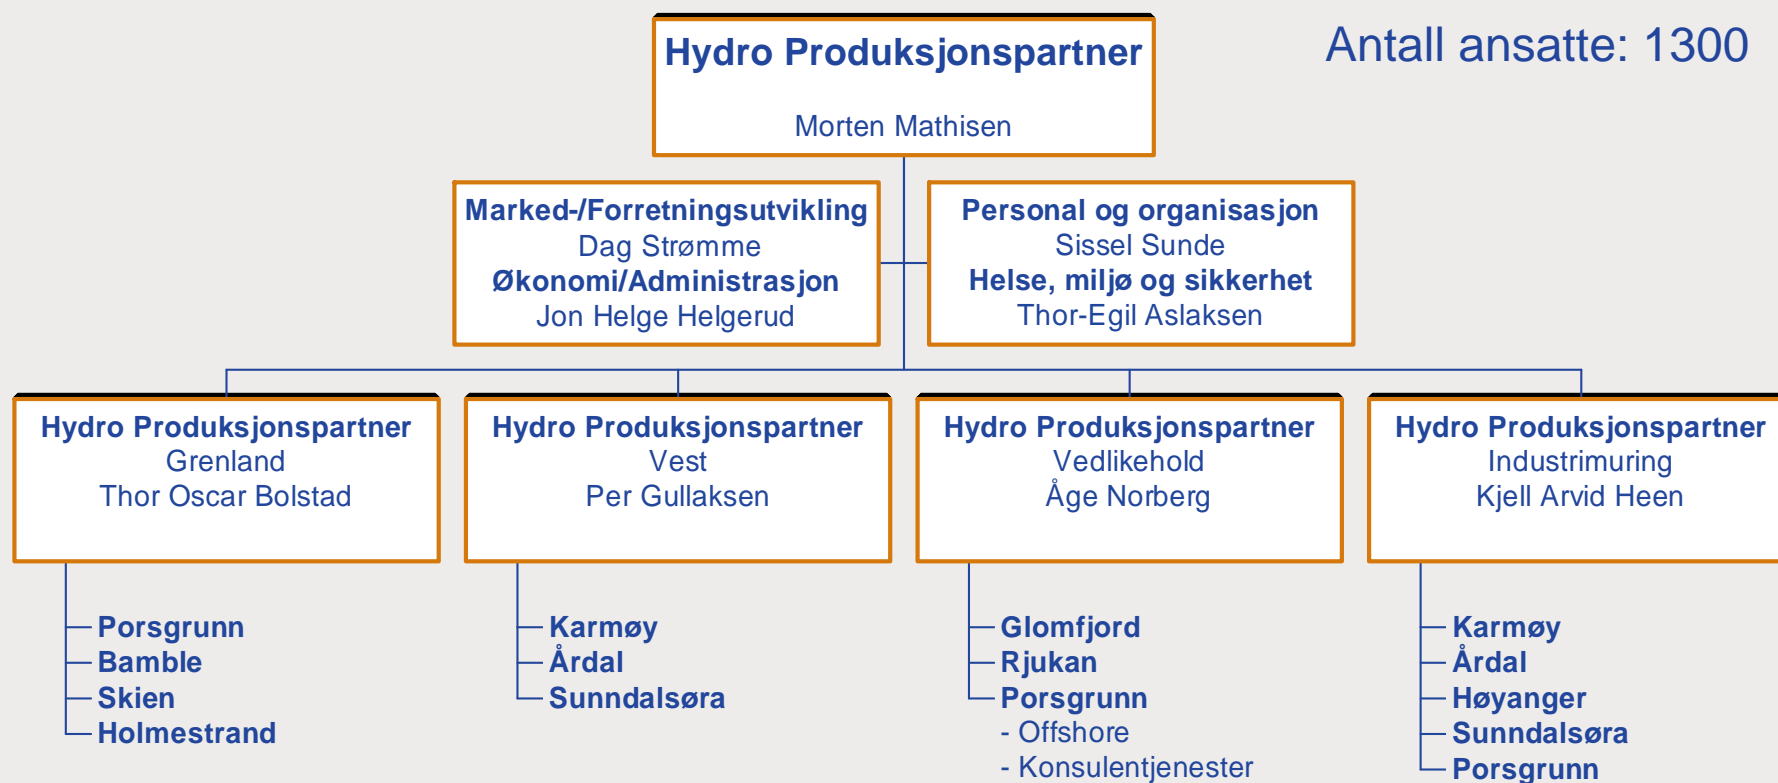 Hydro Produksjonspartner
Morten Mathisen
Antall ansatte: 1300
Marked-/Forretningsutvikling
Dag Strømme
Økonomi/Administrasjon
Jon Helge Helgerud
Personal og organisasjon
Sissel Sunde
Helse, miljø og sikkerhet
Thor-Egil Aslaksen
Hydro Produksjonspartner
Grenland
Thor Oscar Bolstad
Porsgrunn
Bamble
Skien
Holmestrand
Hydro Produksjonspartner
Vest
Per Gullaksen
Karmøy
Årdal
Sunndalsøra
Hydro Produksjonspartner
Vedlikehold
Åge Norberg
Glomfjord
Rjukan
Porsgrunn
- Offshore
- Konsulentjenester
Hydro Produksjonspartner
Industrimuring
Kjell Arvid Heen
Karmøy
Årdal
Høyanger
Sunndalsøra
Porsgrunn